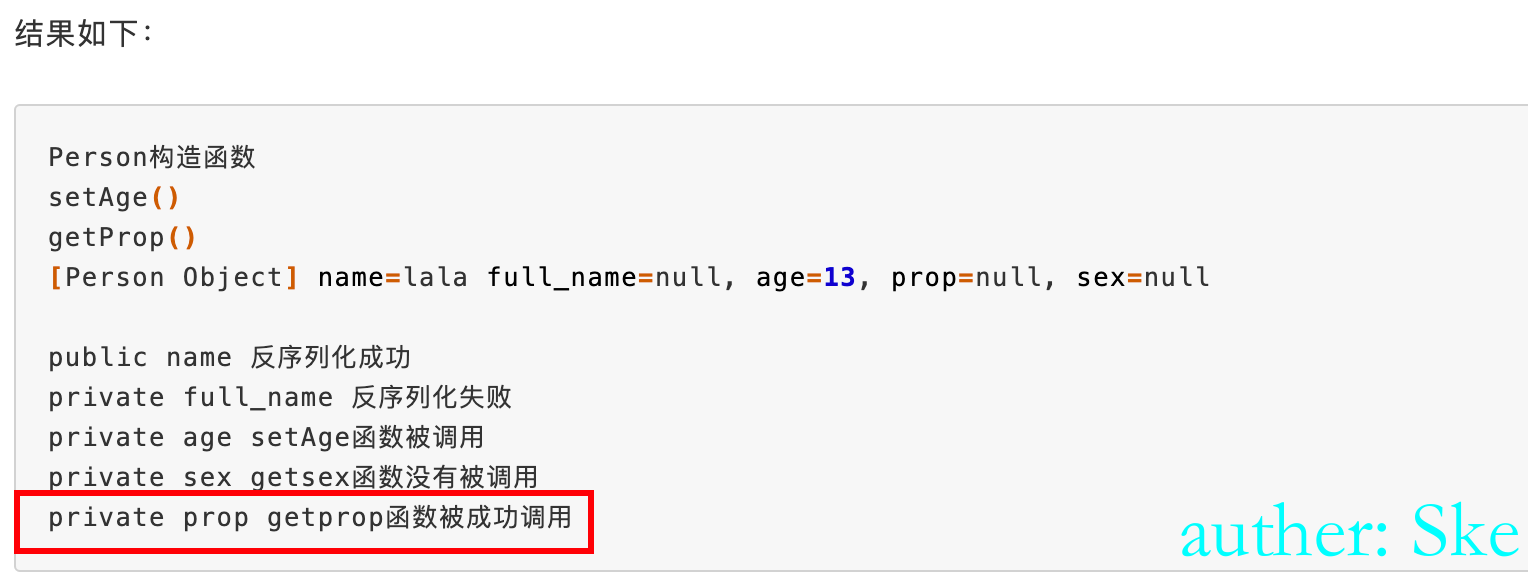 结果如下：
Person构造函数
setAge()
getProp()
[Person Object] name=lala full_name=null, age=13, prop=null, sex=null
public name 反序列化成功
private full_name 反序列化失败
private age setAge函数被调用
private sex getsex函数没有被调用
private prop getprop函数被成功调用
auther: Ske